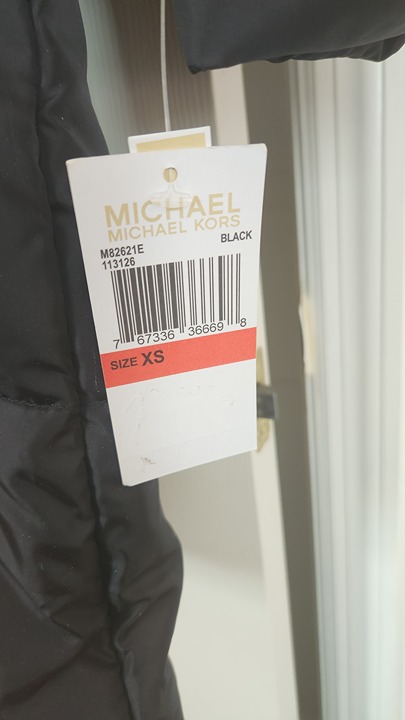 MICHAEL
MICHAEL KORS
M82621E BLACK
113126
7 67336 36669 8
SIZE XS